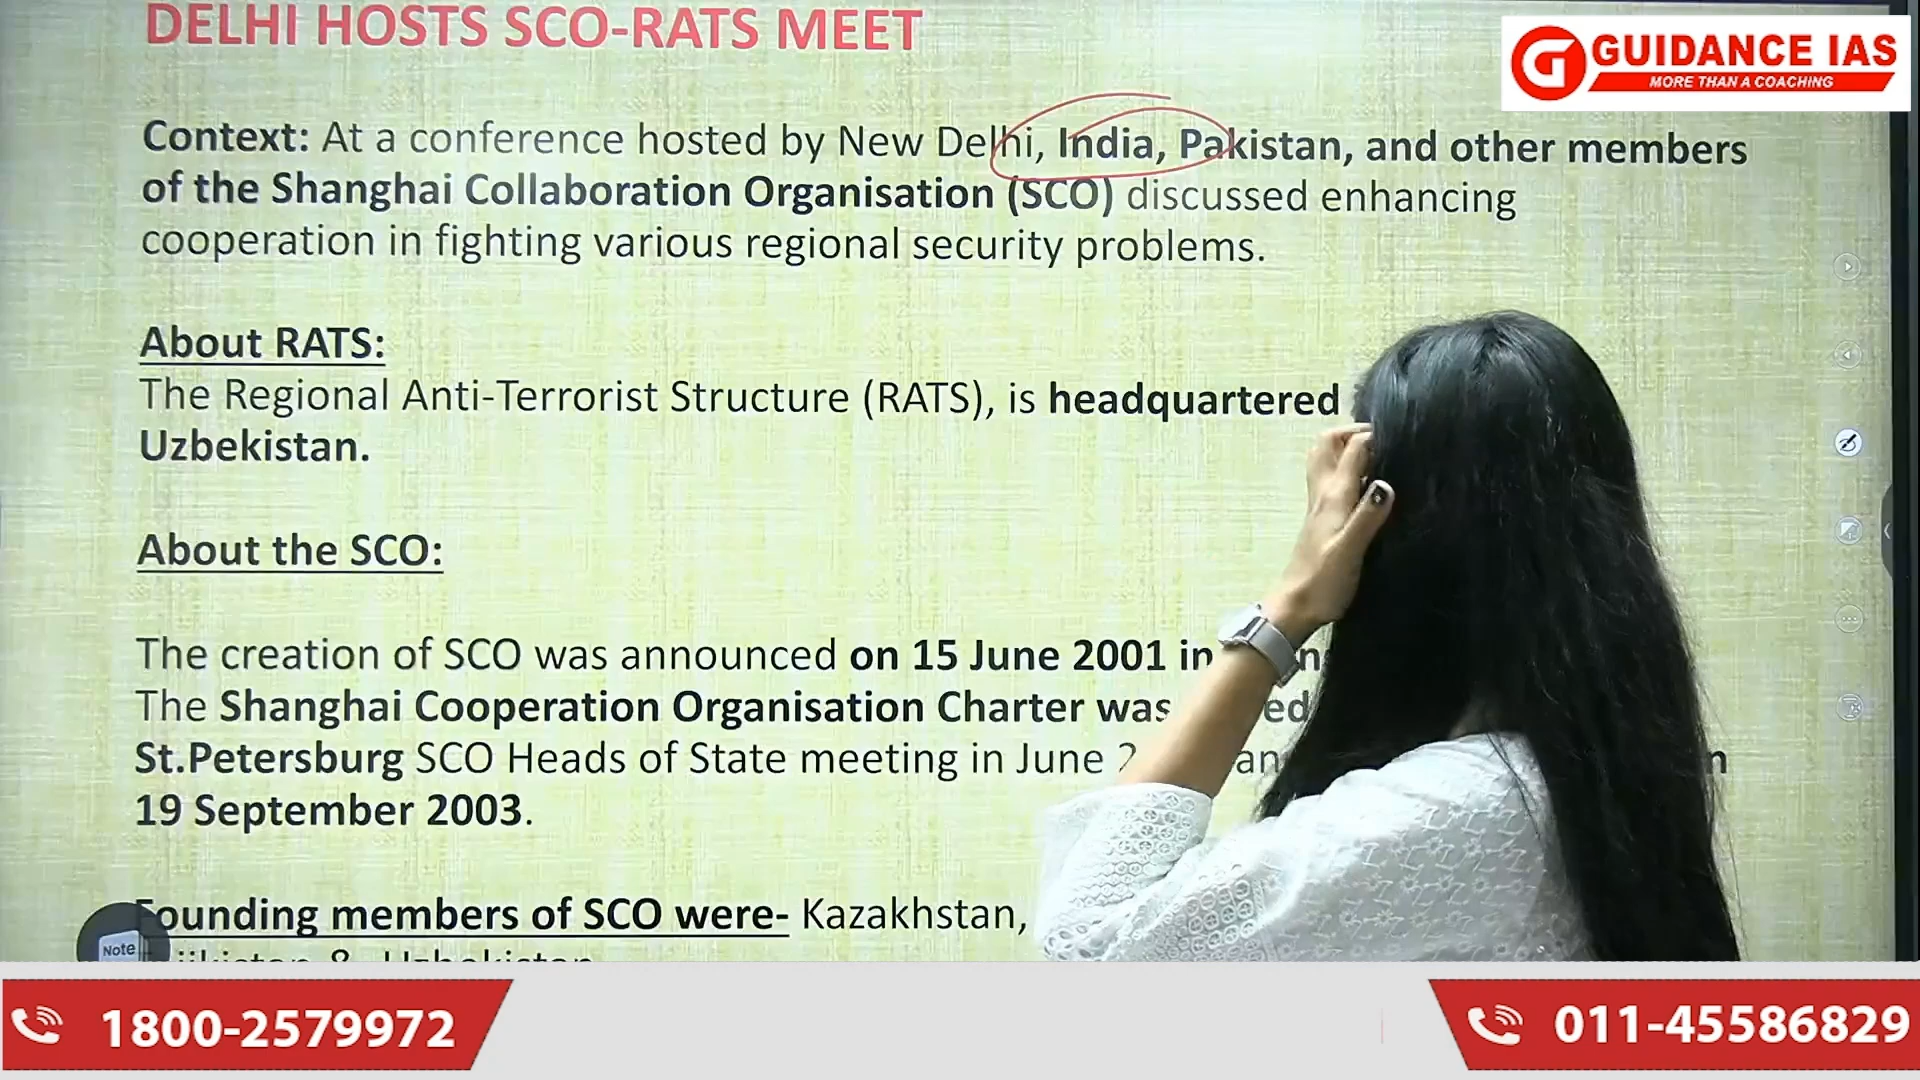 DELHI HOSTS SCO-RATS MEET
GUIDANCE IAS
MORE THAN A COACHING
Context: At a conference hosted by New Delhi, India, Pakistan, and other members
of the Shanghai Collaboration Organisation (SCO) discussed enhancing
cooperation in fighting various regional security problems.
About RATS:
The Regional Anti-Terrorist Structure (RATS), is headquartered
Uzbekistan.
About the SCO:
The creation of SCO was announced on 15 June 2001 in
The Shanghai Cooperation Organisation Charter was
St.Petersburg SCO Heads of State meeting in June
19 September 2003.
Founding members of SCO were- Kazakhstan,
& Uzbekistan
Note
1800-2579972
011-45586829